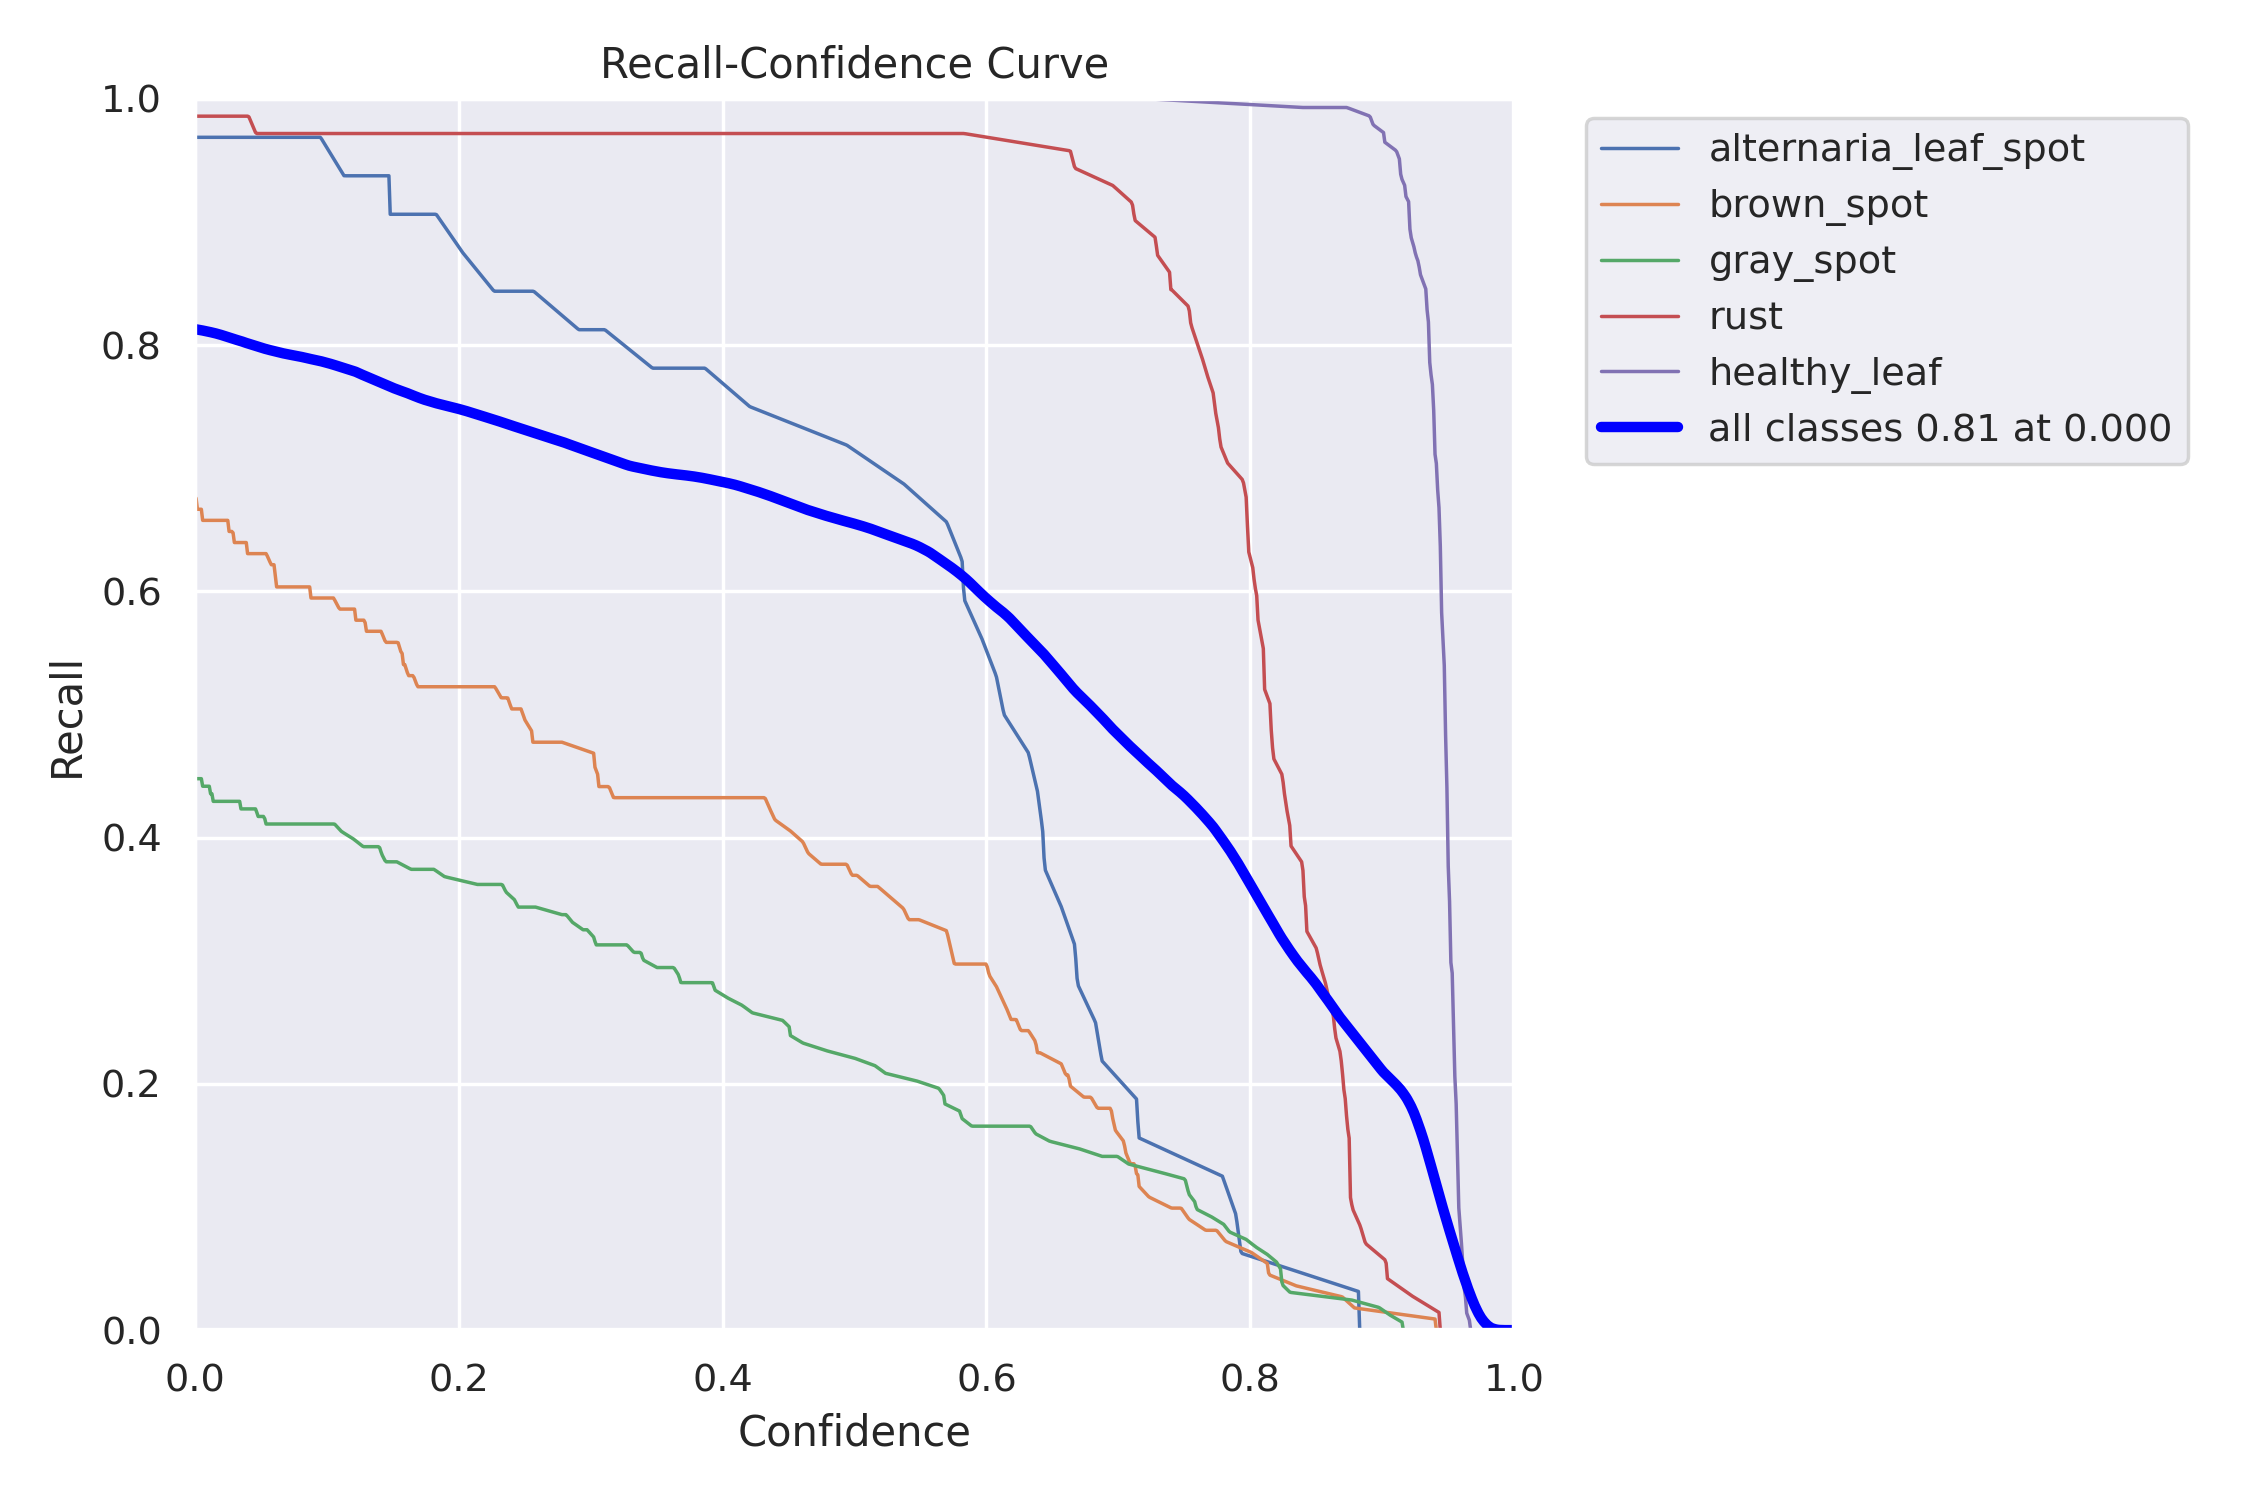 Recall-Confidence Curve
1.0
0.8
0.6
0.4
0.2
0.0
Recall
0.0 0.2 0.4 0.6 0.8 1.0
Confidence
alternaria_leaf_spot
brown_spot
gray_spot
rust
healthy_leaf
all classes 0.81 at 0.000